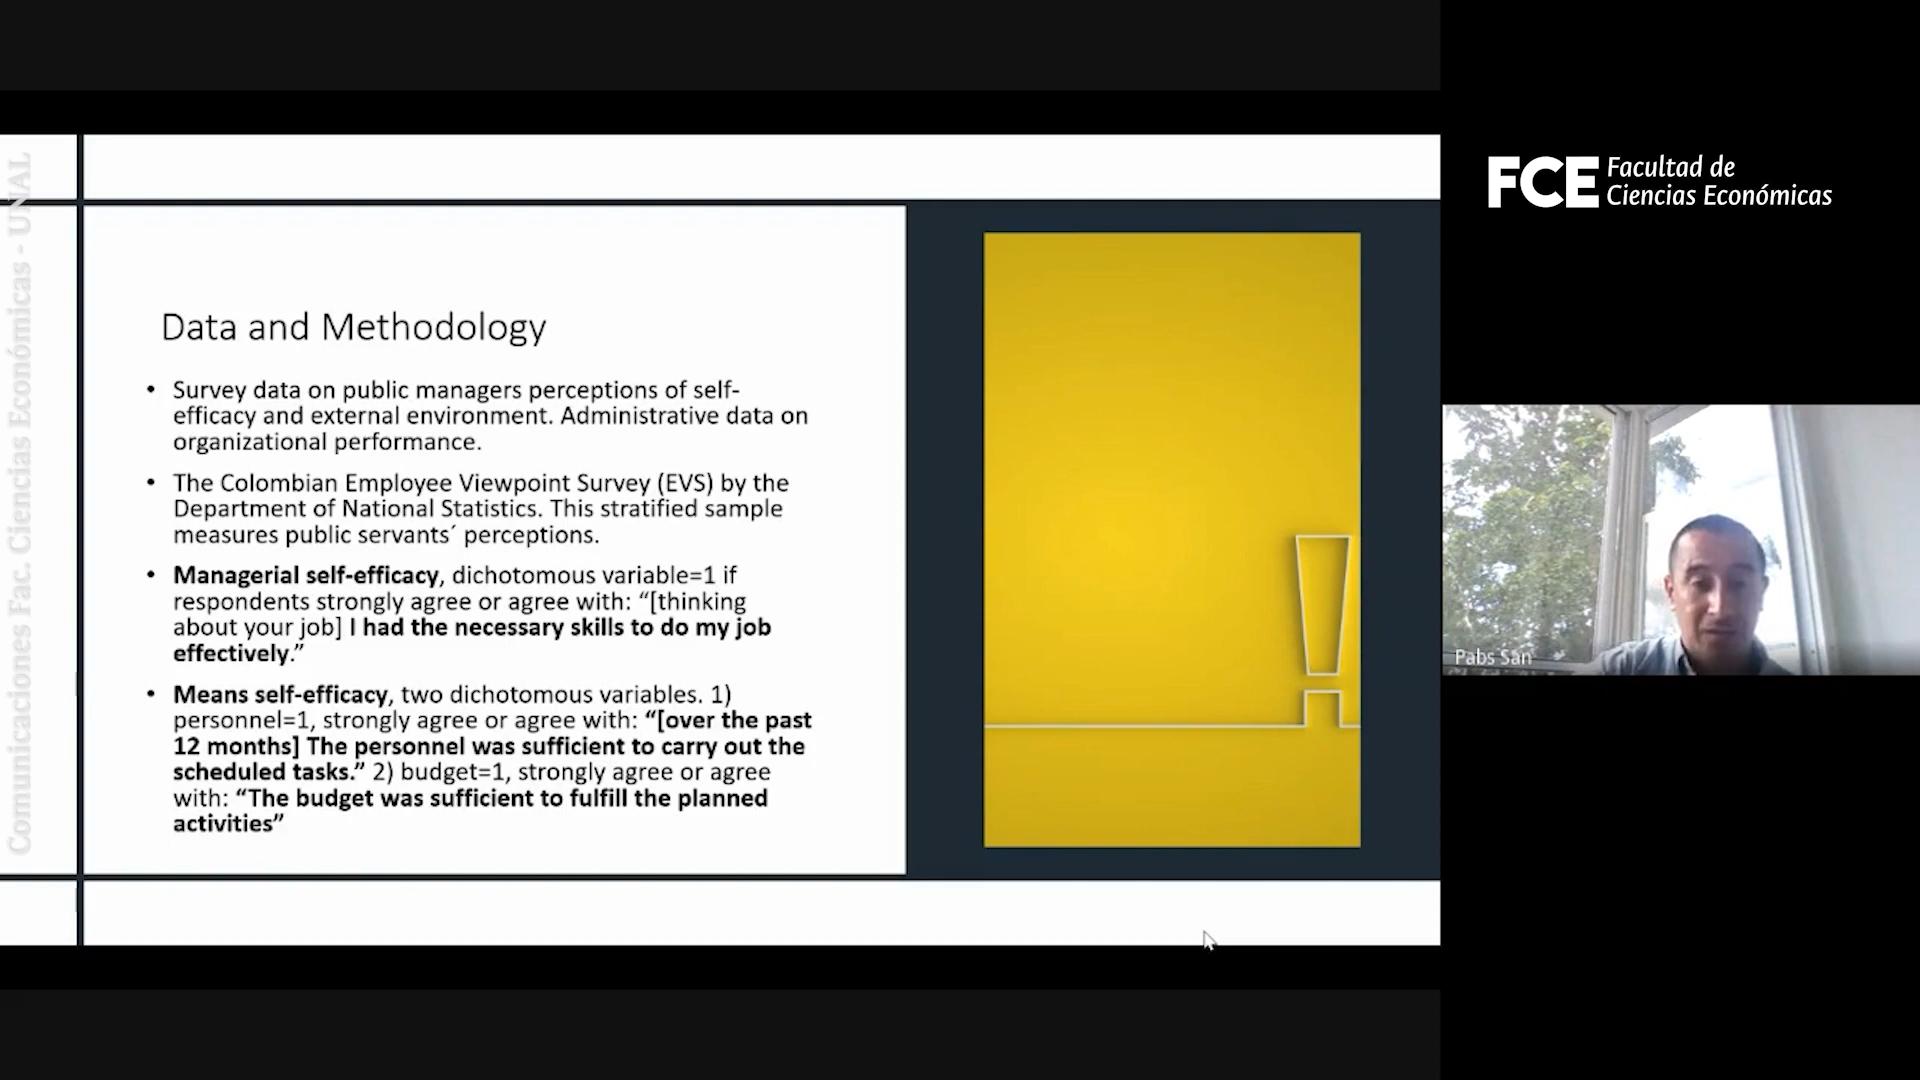 Comunicaciones Fac. Ciencias Económicas - UNAL
Data and Methodology
• Survey data on public managers perceptions of self-
efficacy and external environment. Administrative data on
organizational performance.
• The Colombian Employee Viewpoint Survey (EVS) by the
Department of National Statistics. This stratified sample
measures public servants´ perceptions.
• Managerial self-efficacy, dichotomous variable=1 if
respondents strongly agree or agree with: “[thinking
about your job] I had the necessary skills to do my job
effectively.”
• Means self-efficacy, two dichotomous variables. 1)
personnel=1, strongly agree or agree with: “[over the past
12 months] The personnel was sufficient to carry out the
scheduled tasks.” 2) budget=1, strongly agree or agree
with: “The budget was sufficient to fulfill the planned
activities”
FCE Facultad de
Ciencias Económicas
Pabs San